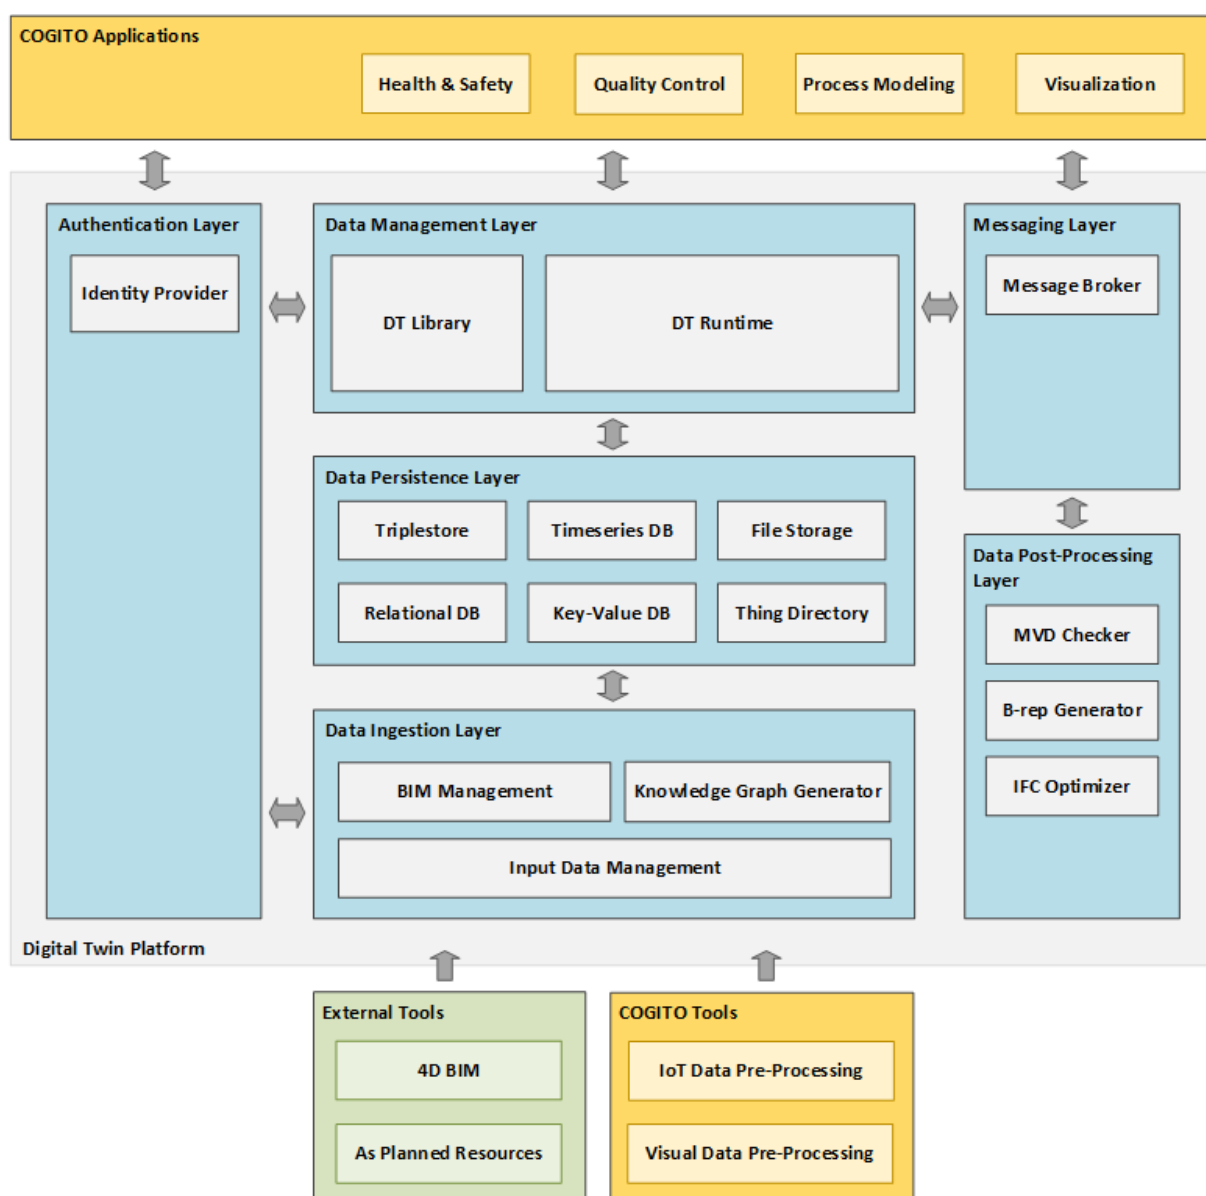 COGITO Applications
Health & Safety
Quality Control
Process Modeling
Visualization
Authentication Layer
Identity Provider
Data Management Layer
DT Library
DT Runtime
Messaging Layer
Message Broker
Data Persistence Layer
Triplestore
Timeseries DB
File Storage
Relational DB
Key-Value DB
Thing Directory
Data Post-Processing
Layer
MVD Checker
B-rep Generator
IFC Optimizer
Data Ingestion Layer
BIM Management
Knowledge Graph Generator
Input Data Management
Digital Twin Platform
External Tools
4D BIM
As Planned Resources
COGITO Tools
IoT Data Pre-Processing
Visual Data Pre-Processing